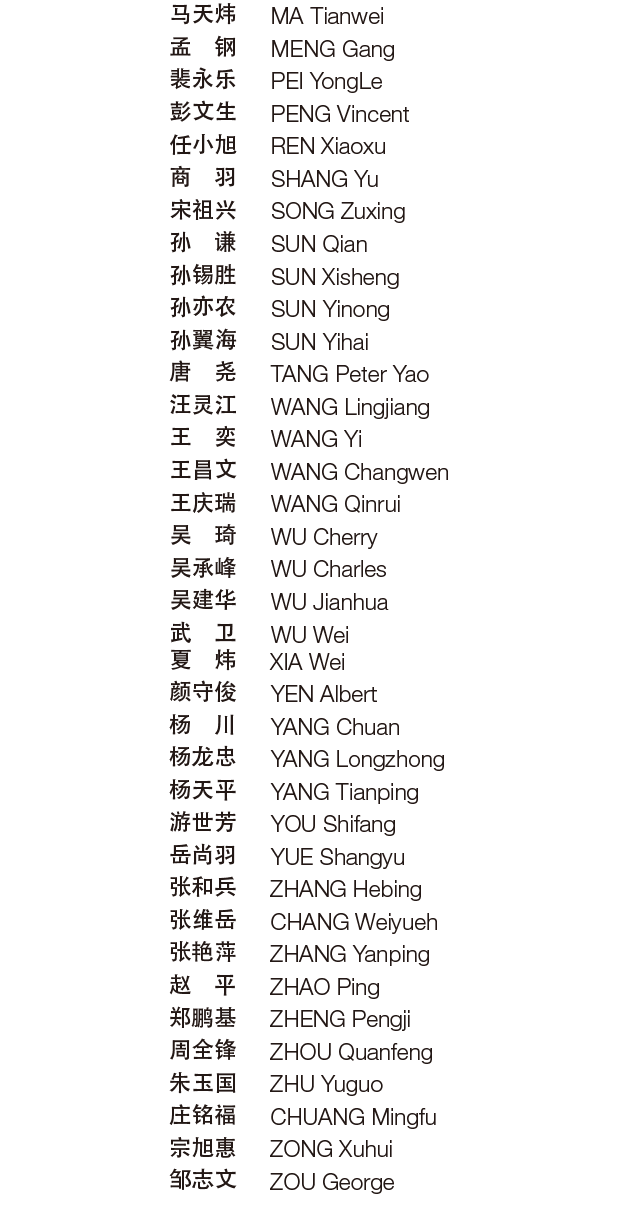 马天炜 MA Tianwei
孟 钢 MENG Gang
裴永乐 PEI YongLe
彭文生 PENG Vincent
任小旭 REN Xiaoxu
商 羽 SHANG Yu
宋祖兴 SONG Zuxing
孙 谦 SUN Qian
孙锡胜 SUN Xisheng
孙亦农 SUN Yinong
孙翼海 SUN Yihai
唐 尧 TANG Peter Yao
汪灵江 WANG Lingjiang
王 奕 WANG Yi
王昌文 WANG Changwen
王庆瑞 WANG Qinrui
吴 琦 WU Cherry
吴承峰 WU Charles
吴建华 WU Jianhua
武 卫 WU Wei
夏 炜 XIA Wei
颜守俊 YEN Albert
杨 川 YANG Chuan
杨龙忠 YANG Longzhong
杨天平 YANG Tianping
游世芳 YOU Shifang
岳尚羽 YUE Shangyu
张和兵 ZHANG Hebing
张维岳 CHANG Weiyueh
张艳萍 ZHANG Yanping
赵 平 ZHAO Ping
郑鹏基 ZHENG Pengji
周全锋 ZHOU Quanfeng
朱玉国 ZHU Yuguo
庄铭福 CHUANG Mingfu
宗旭惠 ZONG Xuhui
邹志文 ZOU George